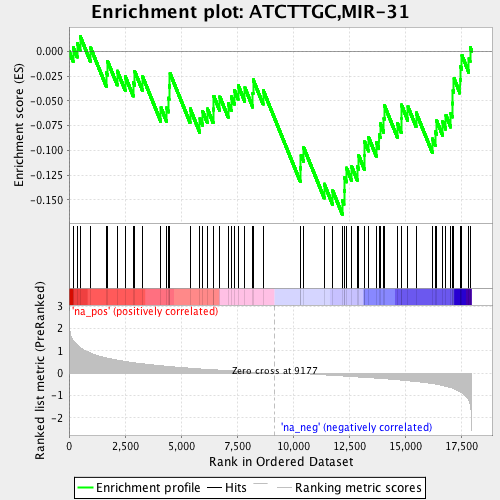 Enrichment plot: ATCTTGC,MIR-31
Enrichment score (ES)
0.000
-0.025
-0.050
-0.075
-0.100
-0.125
-0.150
'na_pos' (positively correlated)
Ranked list metric (PreRanked)
3
2
1
0
-1
-2
Zero cross at 9177
'na_neg' (negatively correlated)
0
2,500
5,000
7,500
10,000
12,500
15,000
17,500
Rank in Ordered Dataset
Enrichment profile
Hits
Ranking metric scores